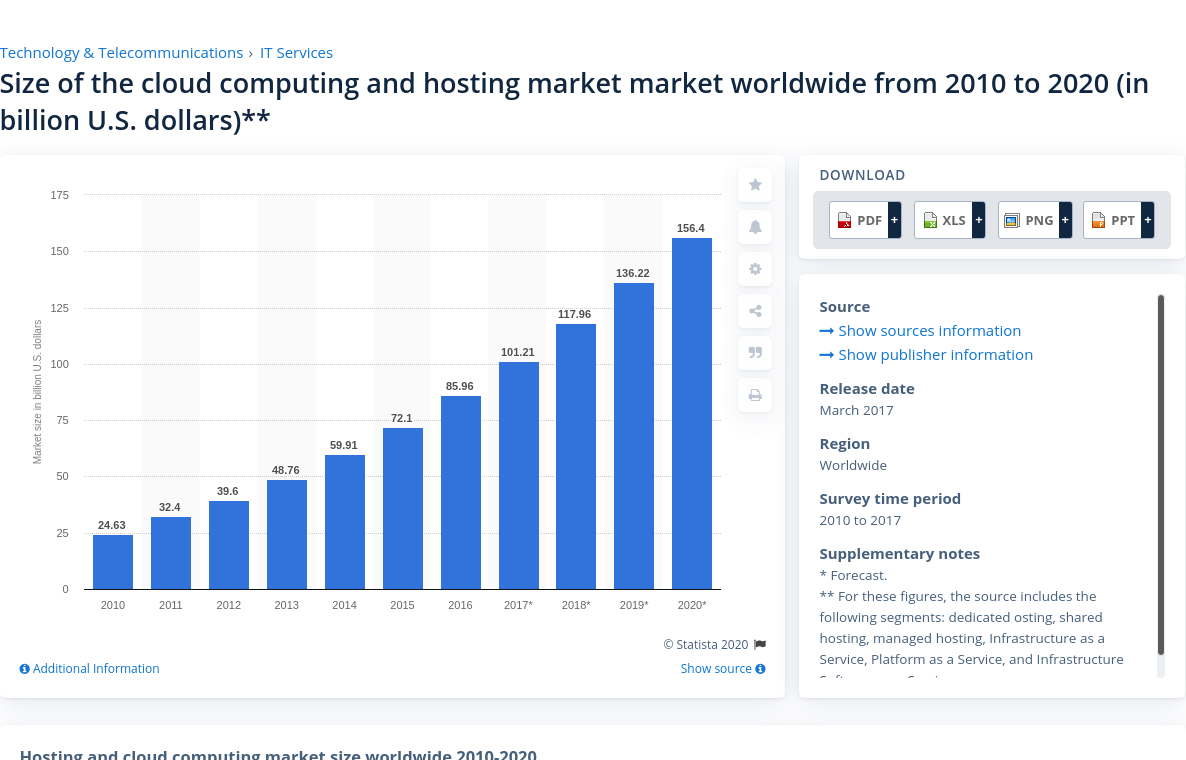 Technology & Telecommunications › IT Services
Size of the cloud computing and hosting market market worldwide from 2010 to 2020 (in
billion U.S. dollars)**
Market size in billion U.S. dollars
175
150
125
100
75
50
25
0
24.63
32.4
39.6
48.76
59.91
72.1
85.96
101.21
117.96
136.22
156.4
2010 2011 2012 2013 2014 2015 2016 2017* 2018* 2019* 2020*
© Statista 2020
Additional Information
Show source
DOWNLOAD
PDF + XLS + PNG + PPT +
Source
Show sources information
Show publisher information
Release date
March 2017
Region
Worldwide
Survey time period
2010 to 2017
Supplementary notes
* Forecast.
** For these figures, the source includes the
following segments: dedicated osting, shared
hosting, managed hosting, Infrastructure as a
Service, Platform as a Service, and Infrastructure
Hosting and cloud computing market size worldwide 2010-2020